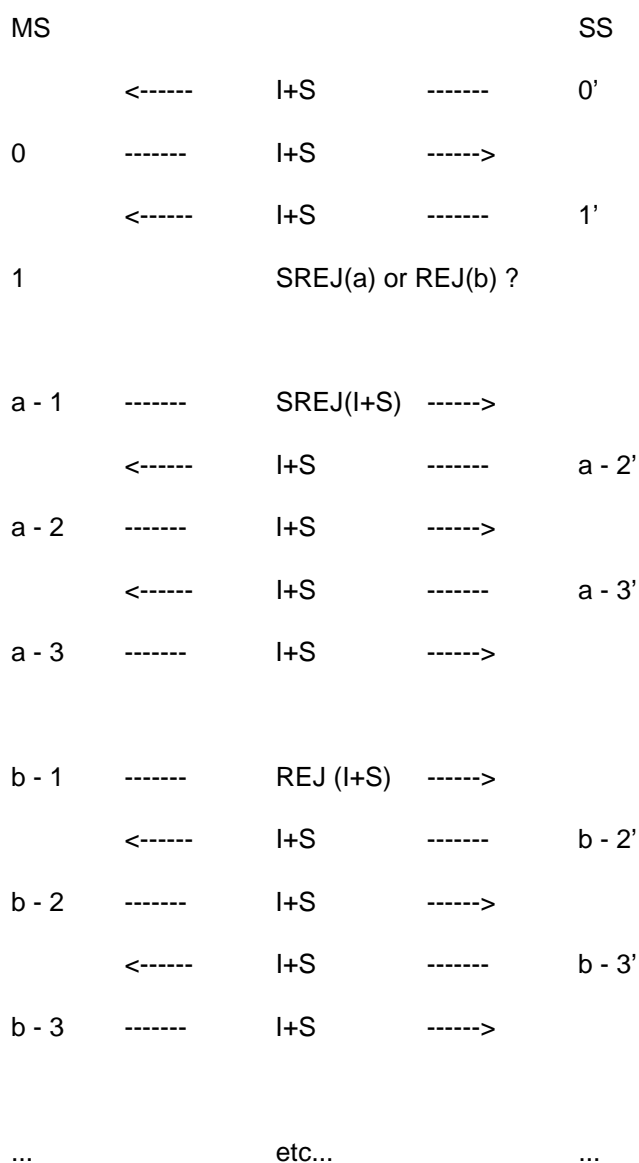 MS SS
<------ I+S ------- 0’
0 ------- I+S ------>
<------ I+S ------- 1’
1 SREJ(a) or REJ(b) ?
a - 1 ------- SREJ(I+S) ------>
<------ I+S ------- a - 2’
a - 2 ------- I+S ------>
<------ I+S ------- a - 3’
a - 3 ------- I+S ------>
b - 1 ------- REJ (I+S) ------>
<------ I+S ------- b - 2’
b - 2 ------- I+S ------>
<------ I+S ------- b - 3’
b - 3 ------- I+S ------>
... etc... ...